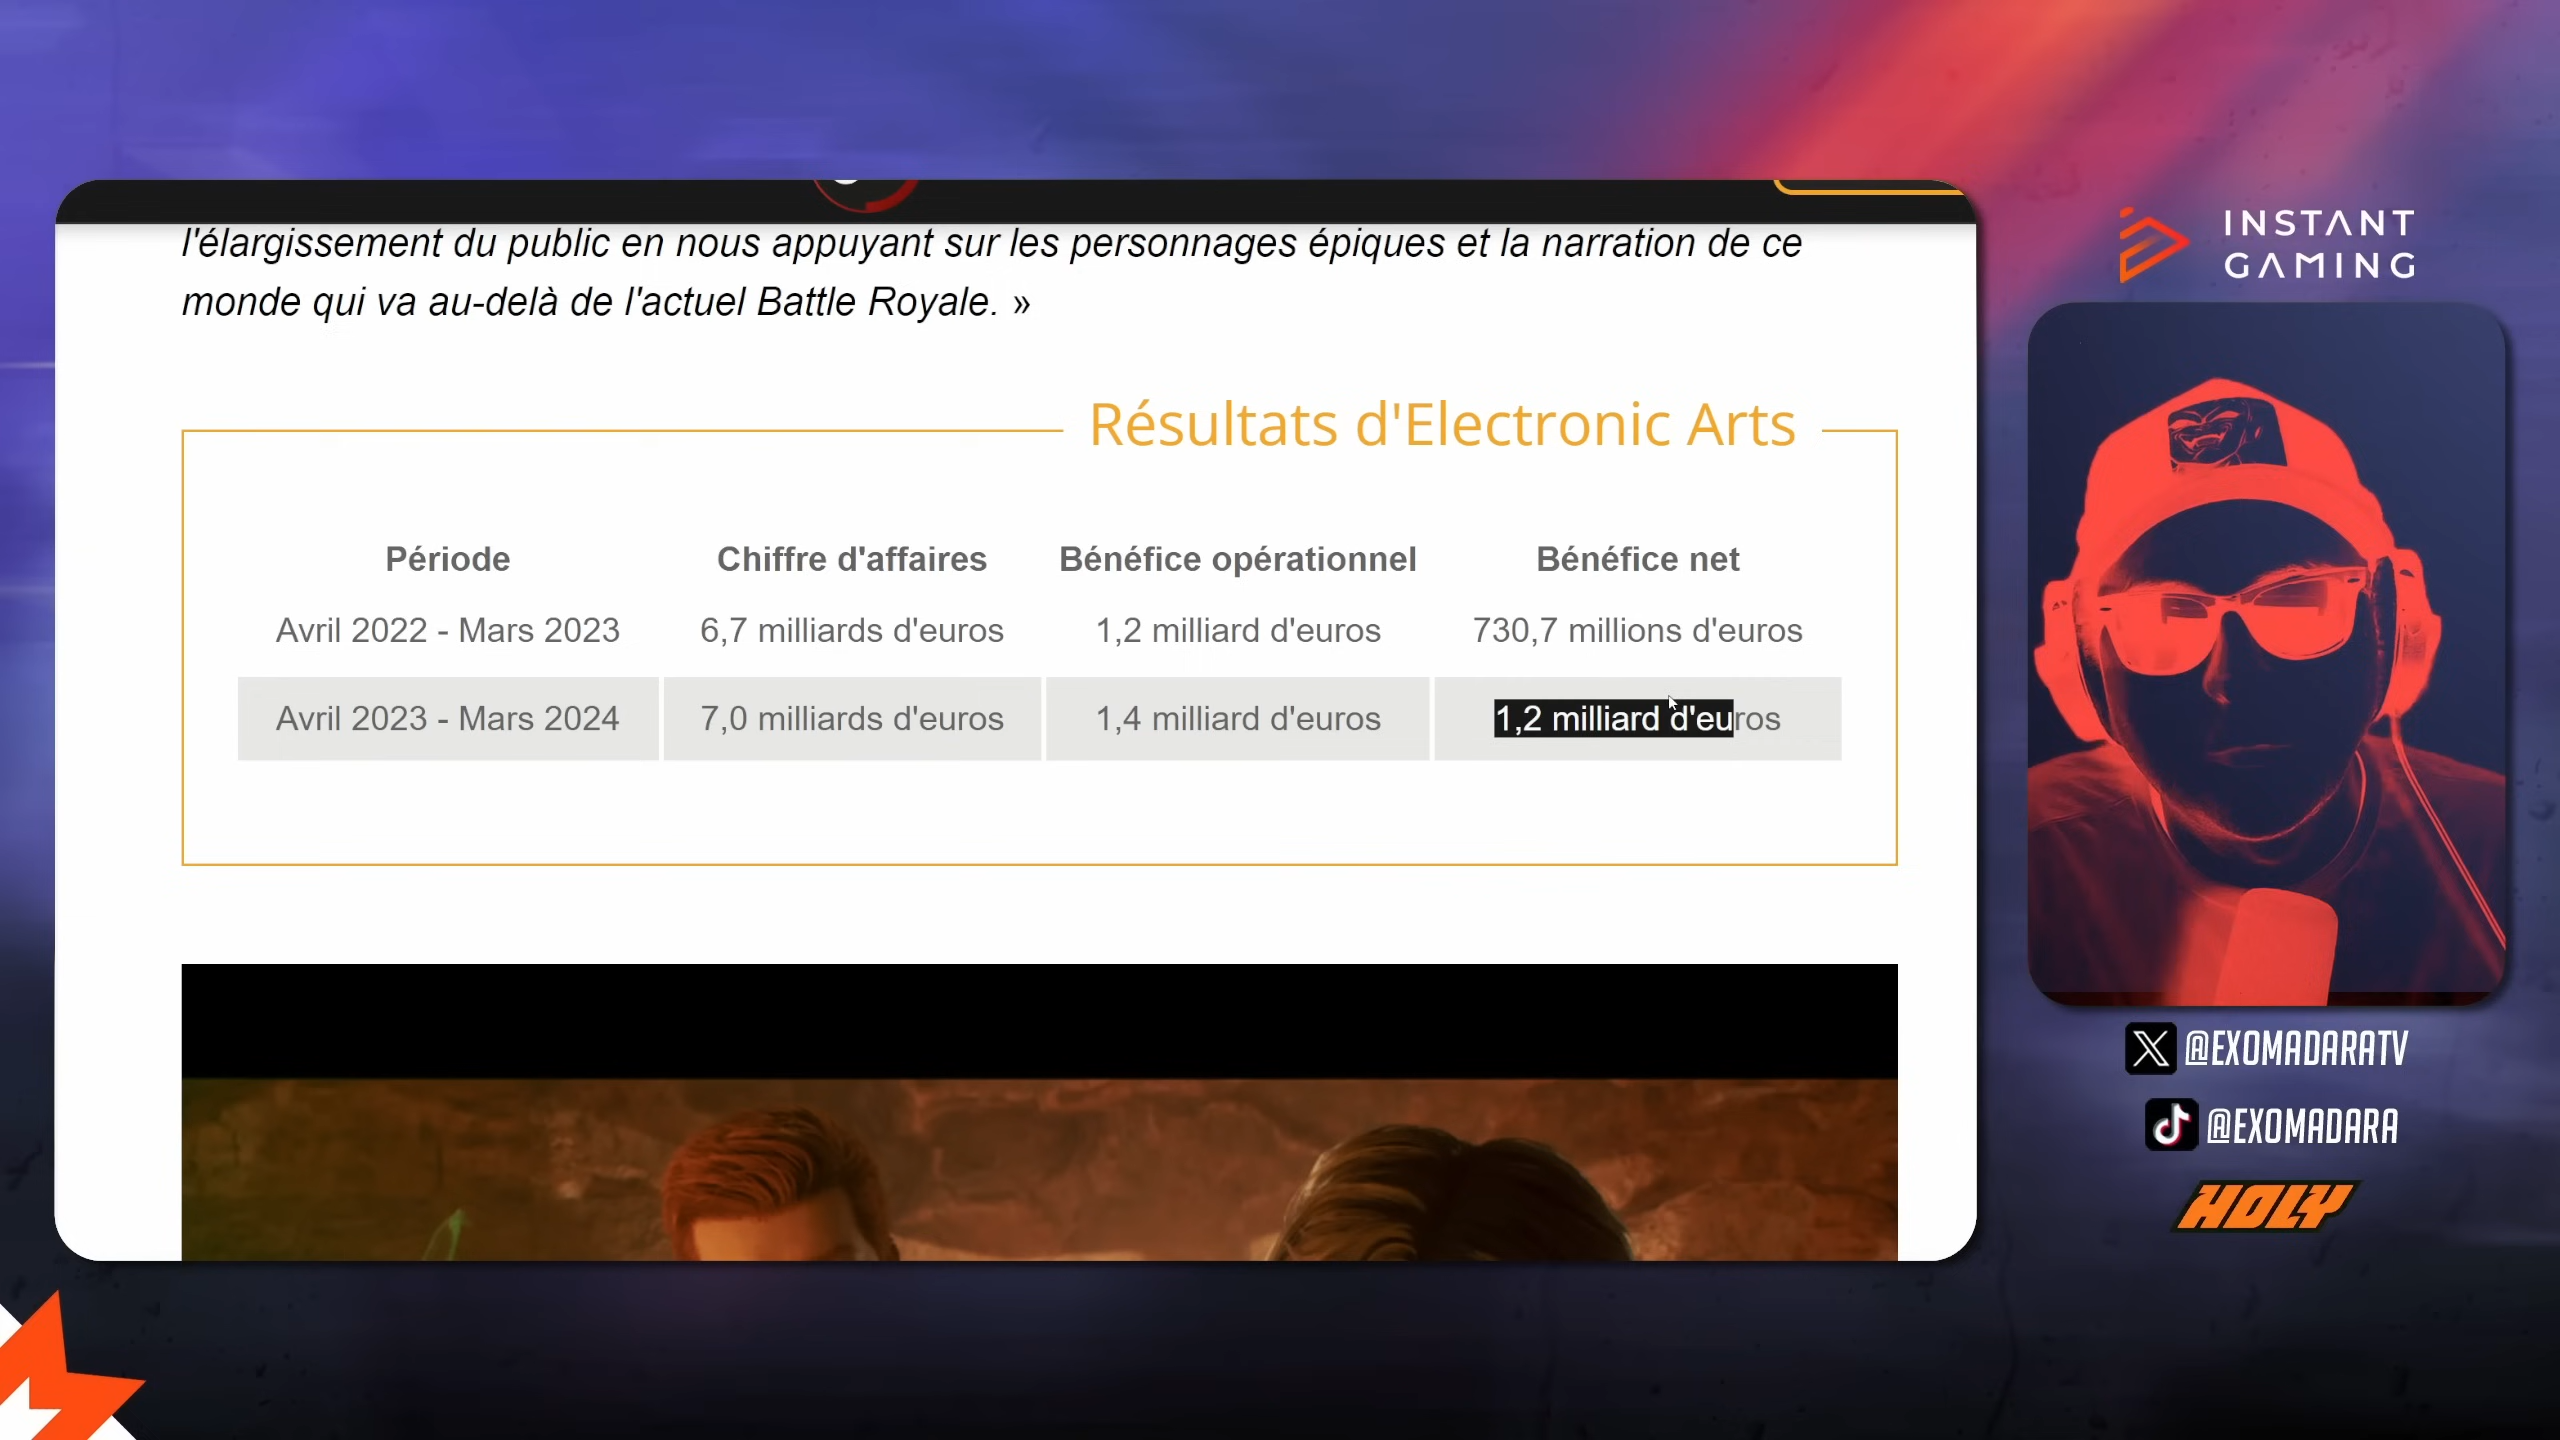 l'élargissement du public en nous appuyant sur les personnages épiques et la narration de ce
monde qui va au-delà de l'actuel Battle Royale. »
Résultats d'Electronic Arts
Période Chiffre d'affaires Bénéfice opérationnel Bénéfice net
Avril 2022 - Mars 2023 6,7 milliards d'euros 1,2 milliard d'euros 730,7 millions d'euros
Avril 2023 - Mars 2024 7,0 milliards d'euros 1,4 milliard d'euros 1,2 milliard d'euros
INSTANT
GAMING
@EXOMADARATV
@EXOMADARA
HOLY